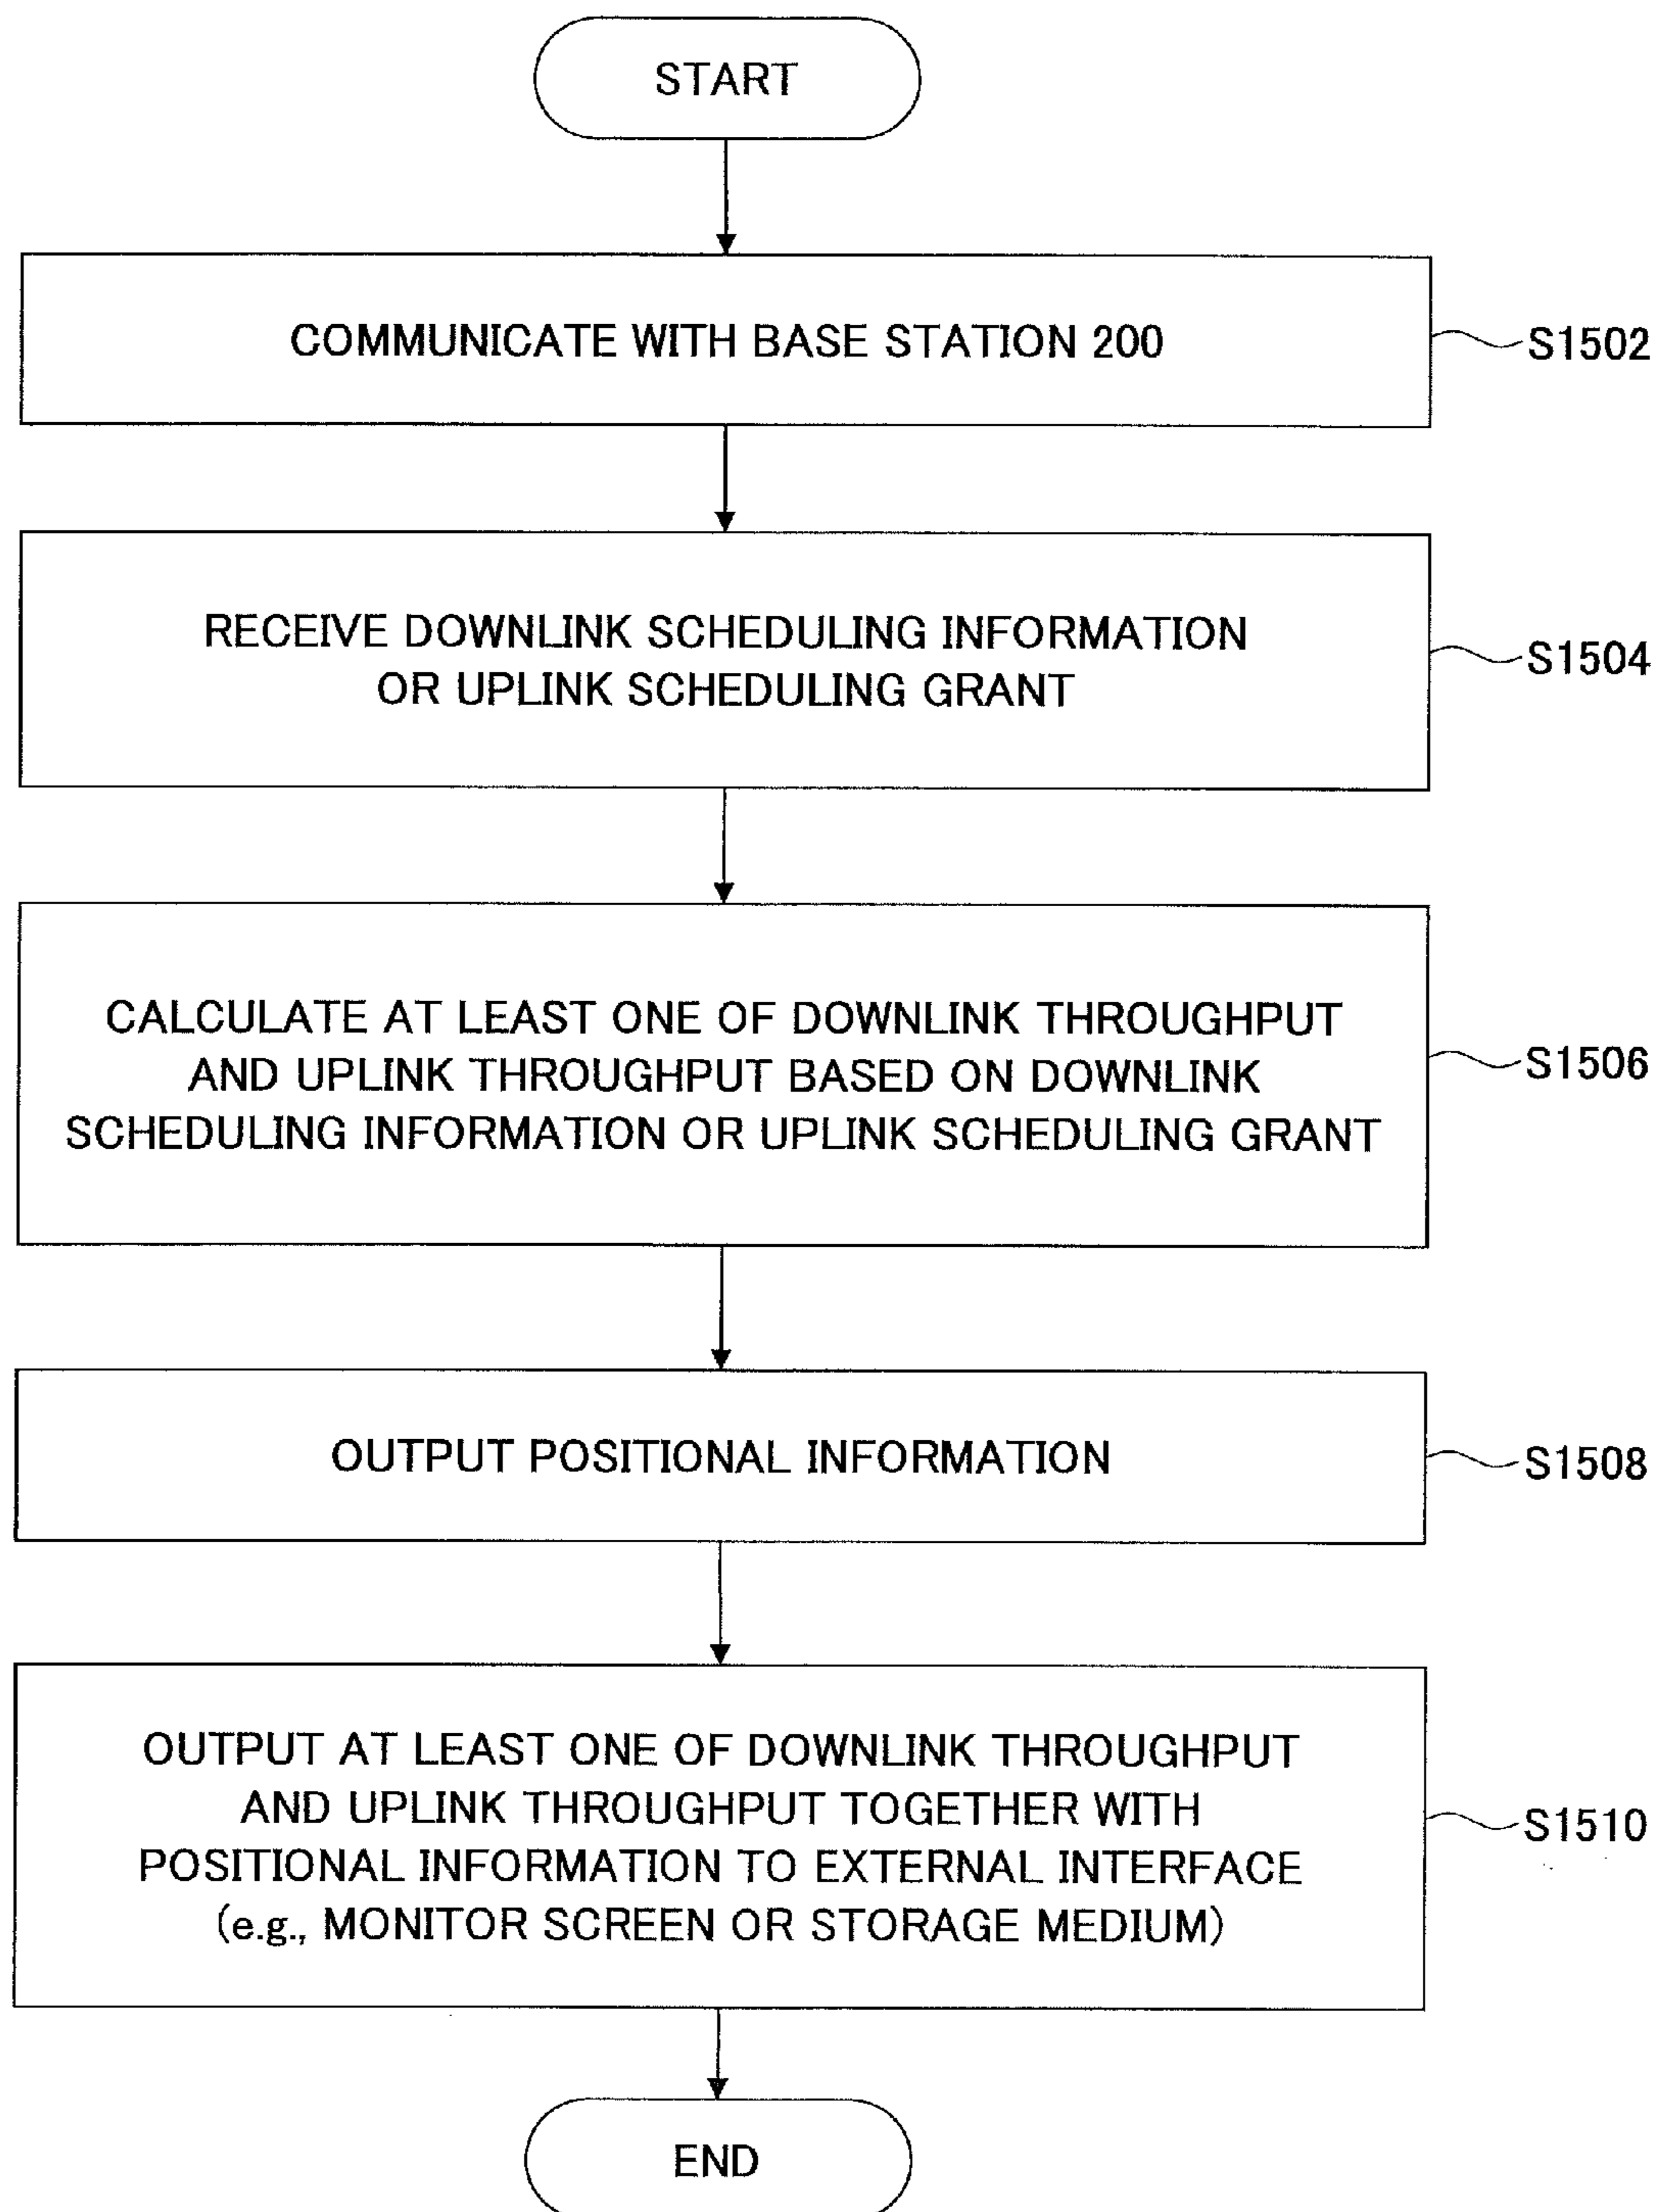 START
COMMUNICATE WITH BASE STATION 200
S1502
RECEIVE DOWNLINK SCHEDULING INFORMATION
OR UPLINK SCHEDULING GRANT
S1504
CALCULATE AT LEAST ONE OF DOWNLINK THROUGHPUT
AND UPLINK THROUGHPUT BASED ON DOWNLINK
SCHEDULING INFORMATION OR UPLINK SCHEDULING GRANT
S1506
OUTPUT POSITIONAL INFORMATION
S1508
OUTPUT AT LEAST ONE OF DOWNLINK THROUGHPUT
AND UPLINK THROUGHPUT TOGETHER WITH
POSITIONAL INFORMATION TO EXTERNAL INTERFACE
(e.g., MONITOR SCREEN OR STORAGE MEDIUM)
S1510
END